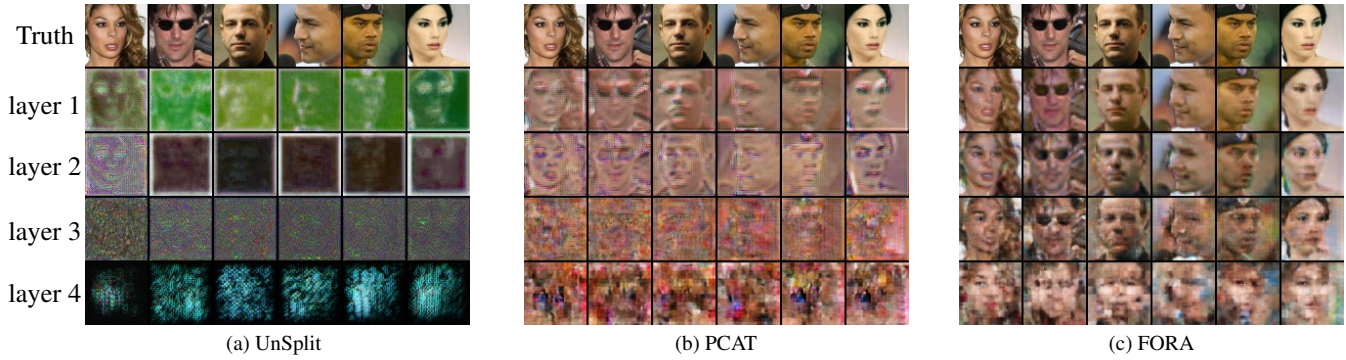 Truth
layer 1
layer 2
layer 3
layer 4
(a) UnSplit
(b) PCAT
(c) FORA